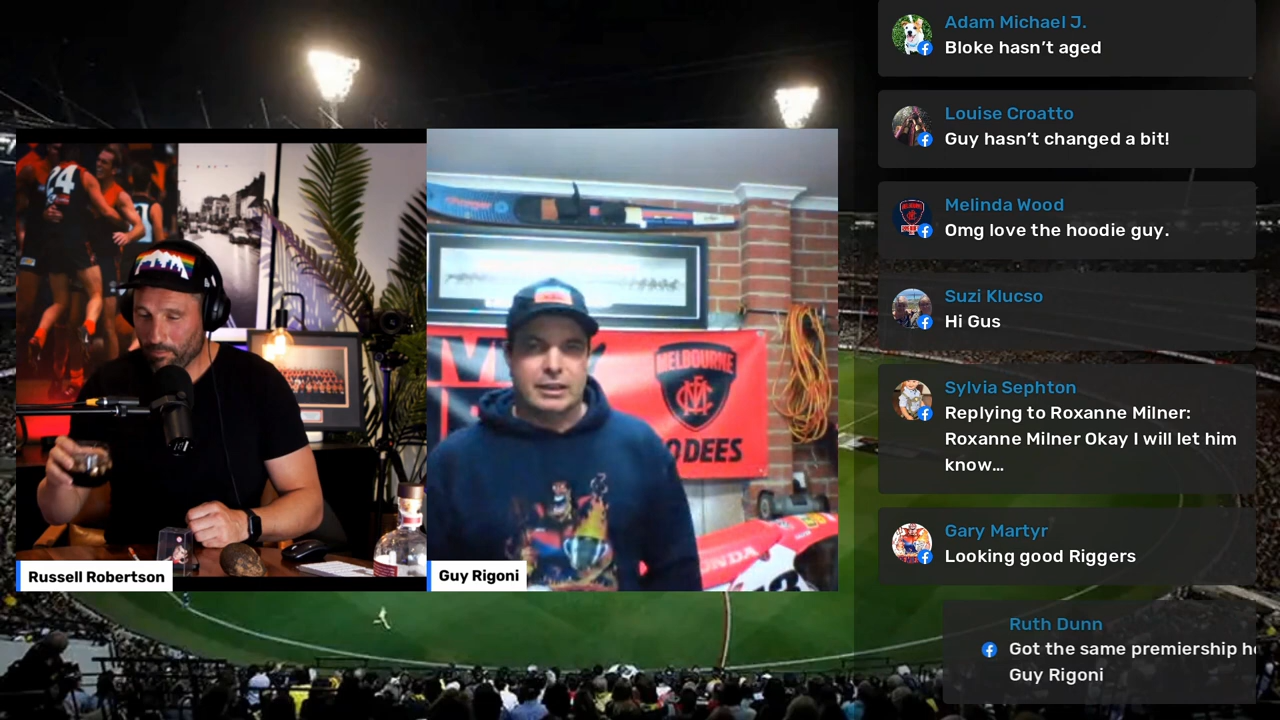 24
MELBOURNE
O DEES
HONDA
Russell Robertson
Guy Rigoni
Adam Michael J.
Bloke hasn’t aged
Louise Croatto
Guy hasn’t changed a bit!
Melinda Wood
Omg love the hoodie guy.
Suzi Klucso
Hi Gus
Sylvia Sephton
Replying to Roxanne Milner:
Roxanne Milner Okay I will let him
know...
Gary Martyr
Looking good Riggers
Ruth Dunn
Got the same premiership
Guy Rigoni